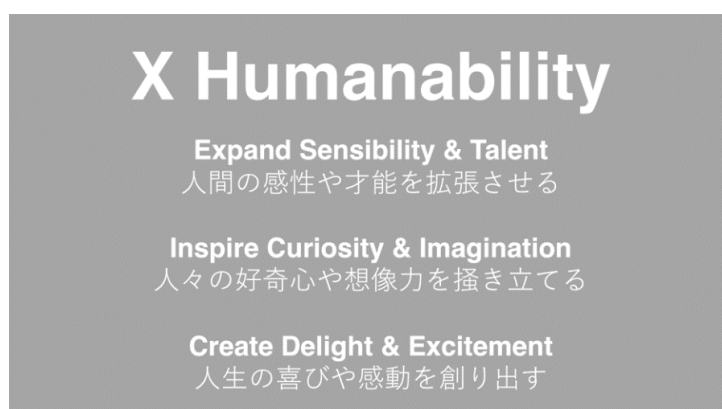 X Humanability
Expand Sensibility & Talent
人間の感性や才能を拡張させる
Inspire Curiosity & Imagination
人々の好奇心や想像力を掻き立てる
Create Delight & Excitement
人生の喜びや感動を創り出す